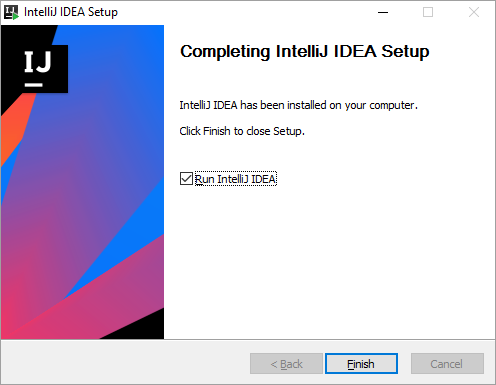 IntelliJ IDEA Setup
IJ
Completing IntelliJ IDEA Setup
IntelliJ IDEA has been installed on your computer.
Click Finish to close Setup.
Run IntelliJ IDEA
< Back
Finish
Cancel